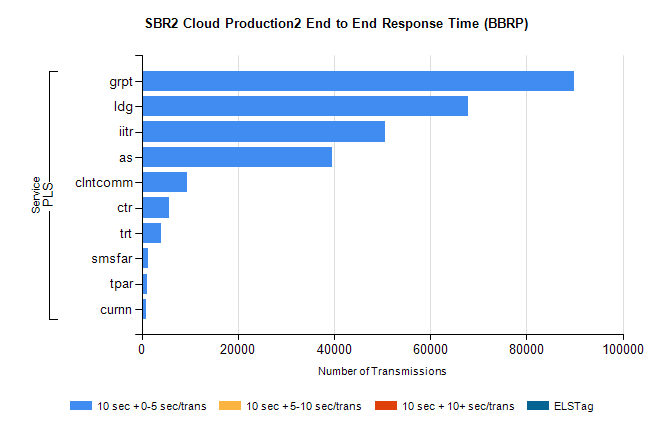 SBR2 Cloud Production2 End to End Response Time (BBRP)
grpt
ldg
iitr
as
clntcomm
ctr
trt
smsfar
tpar
cumn
Service
PLS
0 20000 40000 60000 80000 100000
Number of Transmissions
10 sec +0-5 sec/trans 10 sec +5-10 sec/trans 10 sec + 10+ sec/trans ELSTag